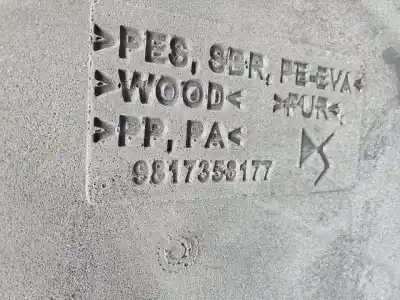 >PES, SBR, PE-EVA<
>WOOD< >PUR<
>PP, PA<
9817358177